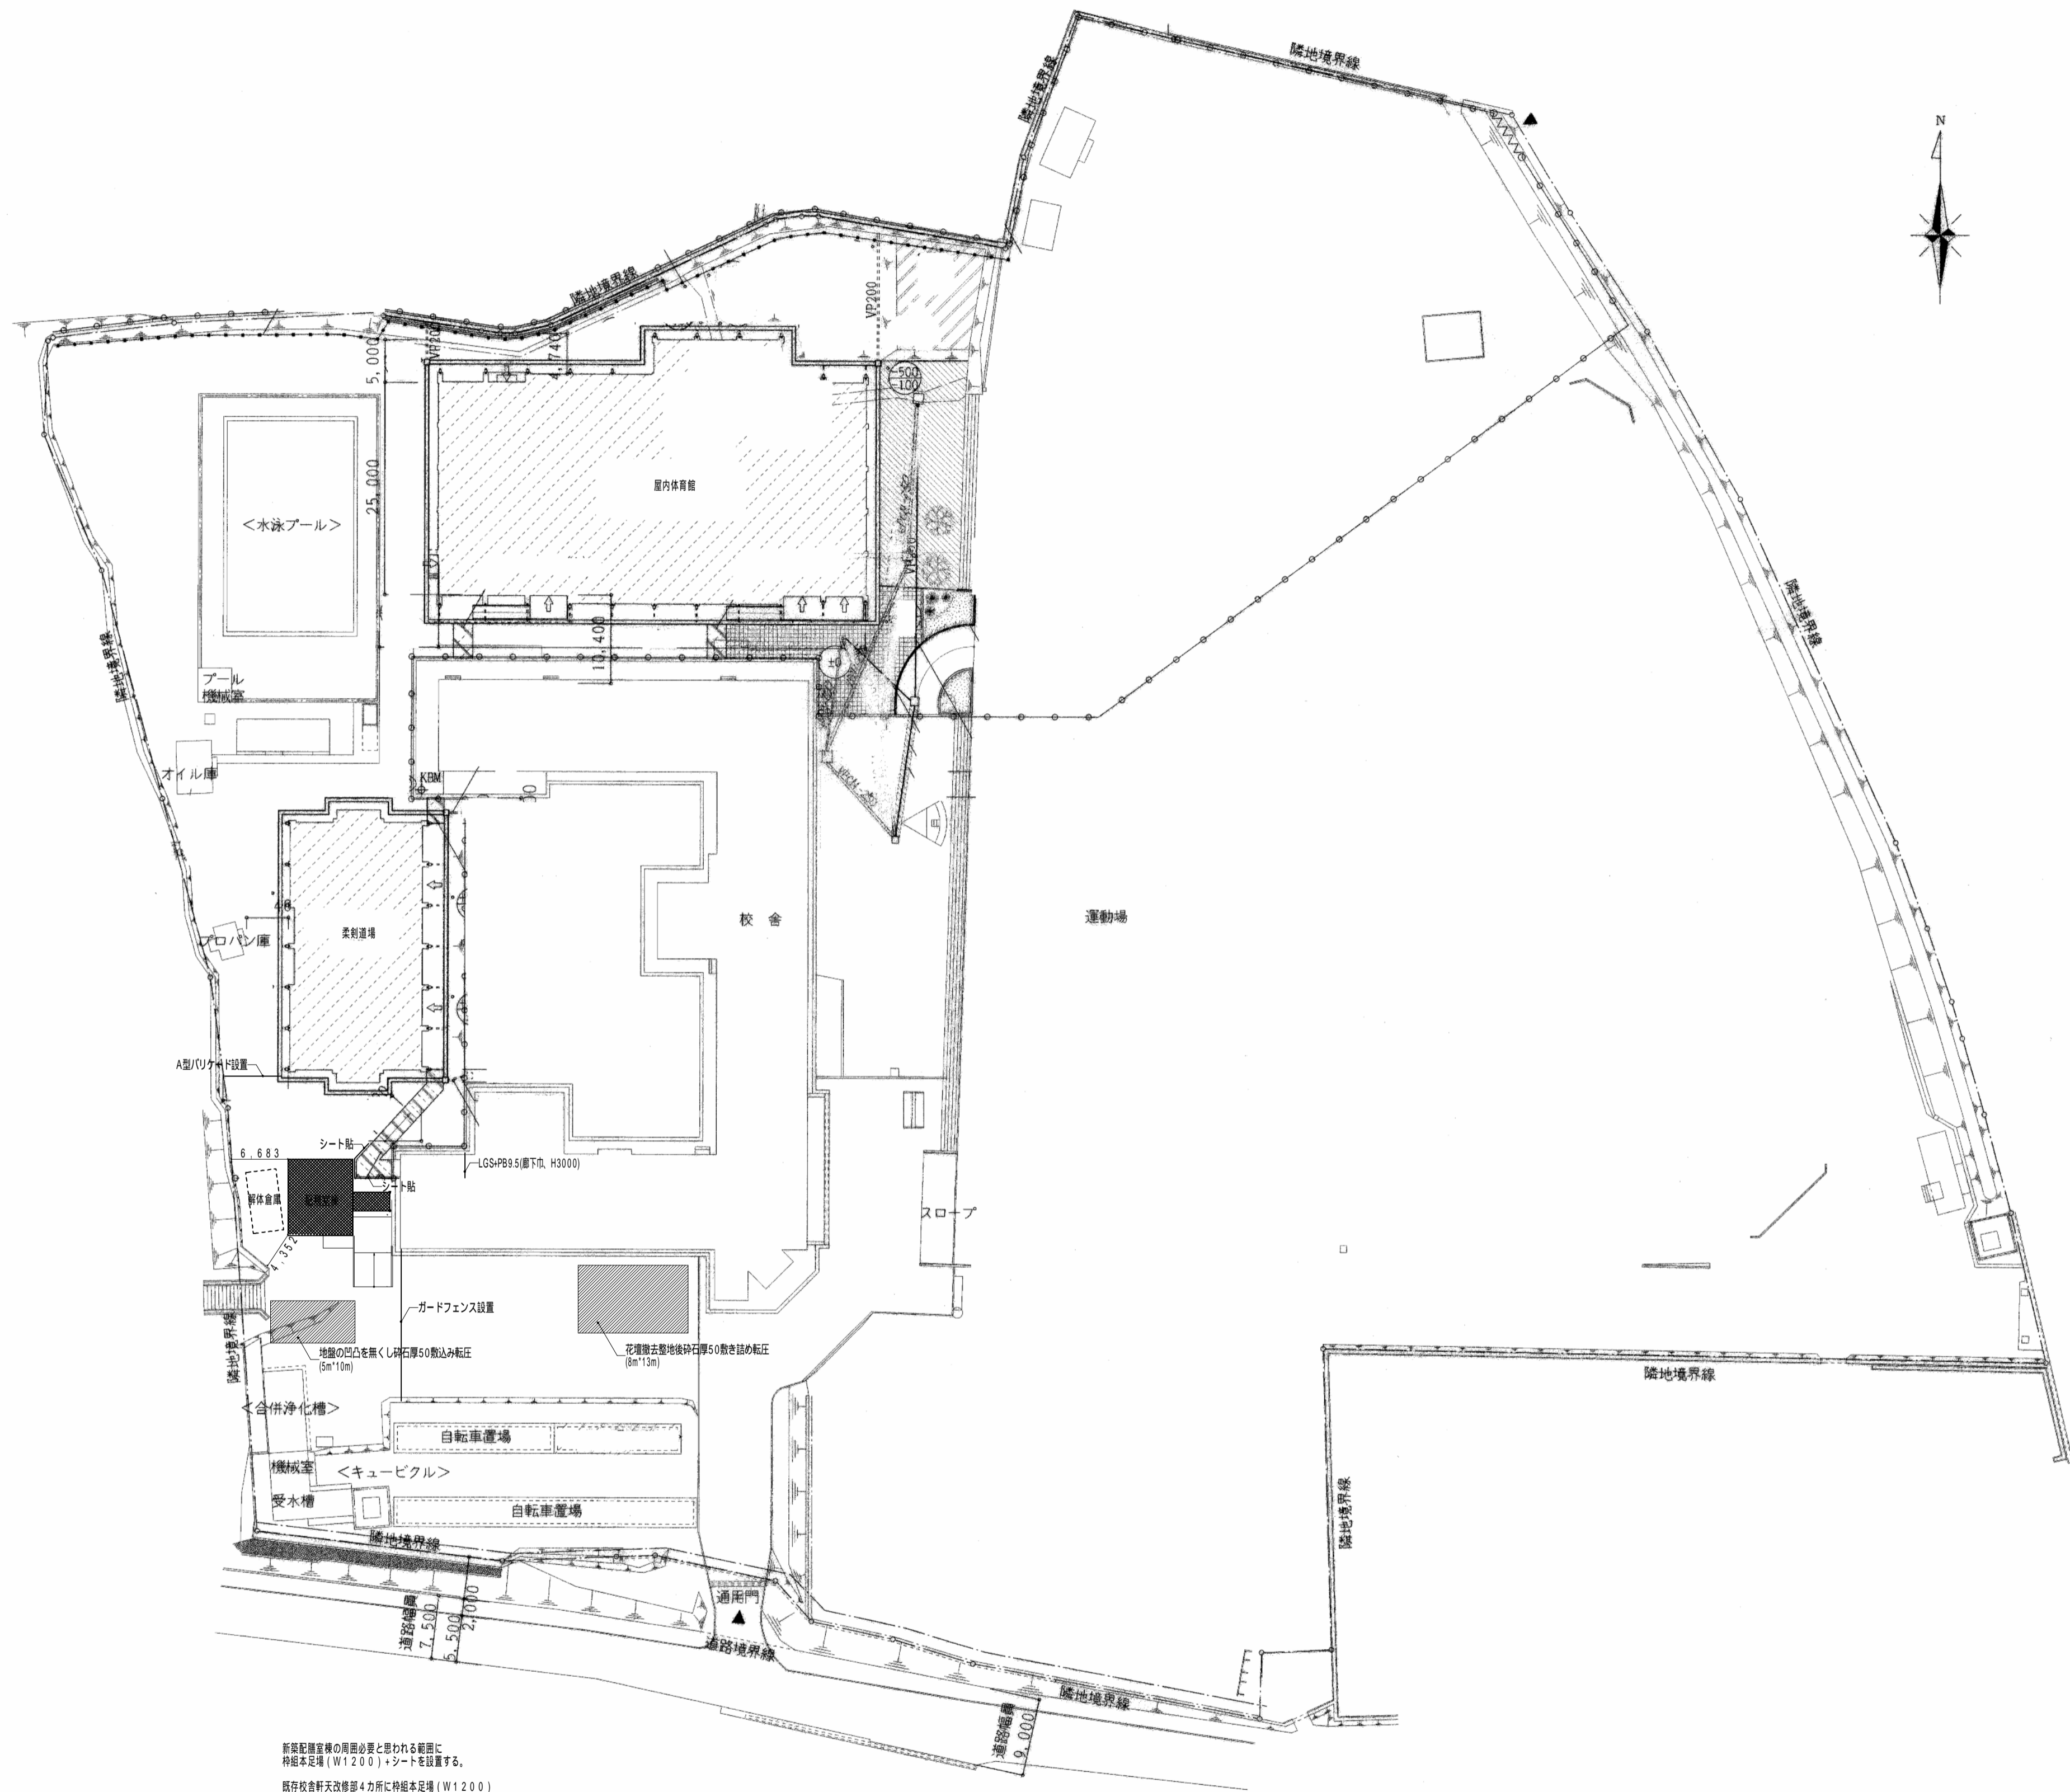 隣地境界線
隣地境界線
N
隣地境界線
VP200
5,000
25,000
-500
-100
屋内体育館
<水泳プール>
隣地境界線
隣地境界線
10,400
±0
プール
機械室
オイル庫
KBM
校 舎
運動場
柔剣道場
プロパン庫
A型バリケード設置
シート貼
6,683
LGS+PB9.5(廊下巾、H3000)
シート貼
解体倉庫
スロープ
4,352
ガードフェンス設置
地盤の凹凸を無くし砕石厚50敷込み転圧
(5m*10m)
花壇撤去整地後砕石厚50敷き詰め転圧
(8m*13m)
隣地境界線
隣地境界線
<合併浄化槽>
自転車置場
機械室
<キュービクル>
受水槽
自転車置場
隣地境界線
隣地境界線
通用門
道路幅員
7,500
5,500
2,000
道路境界線
隣地境界線
道路幅員
9,000
新築配膳室棟の周囲必要と思われる範囲に
枠組本足場(W1200)+シートを設置する。
既存校舎軒天改修部4カ所に枠組本足場(W1200)